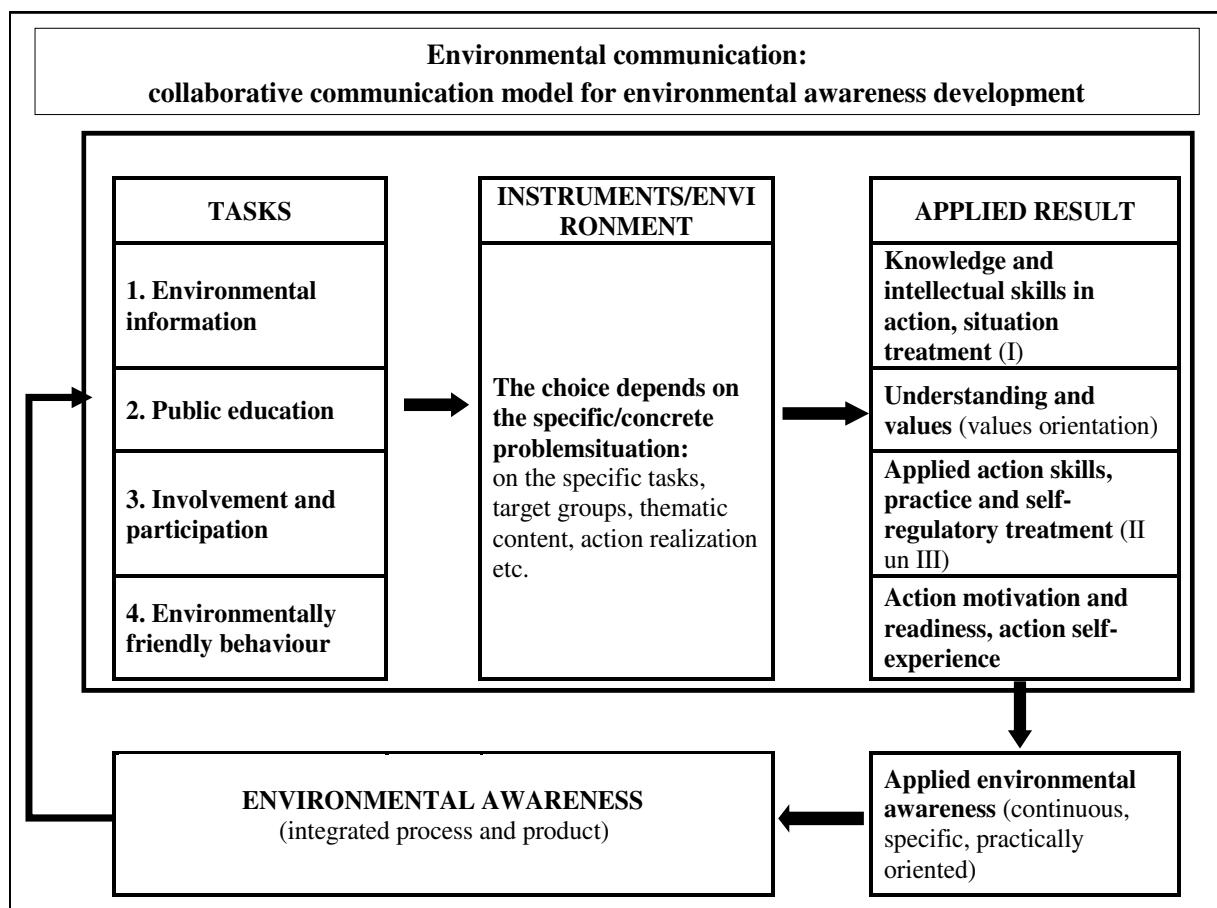 Environmental communication:
collaborative communication model for environmental awareness development
TASKS
1. Environmental
information
2. Public education
3. Involvement and
participation
4. Environmentally
friendly behaviour
INSTRUMENTS/ENVI
RONMENT
The choice depends on
the specific/concrete
problemsituation:
on the specific tasks,
target groups, thematic
content, action realization
etc.
APPLIED RESULT
Knowledge and
intellectual skills in
action, situation
treatment (I)
Understanding and
values (values orientation)
Applied action skills,
practice and self-
regulatory treatment (II
un III)
Action motivation and
readiness, action self-
experience
Applied environmental
awareness (continuous,
specific, practically
oriented)
ENVIRONMENTAL AWARENESS
(integrated process and product)